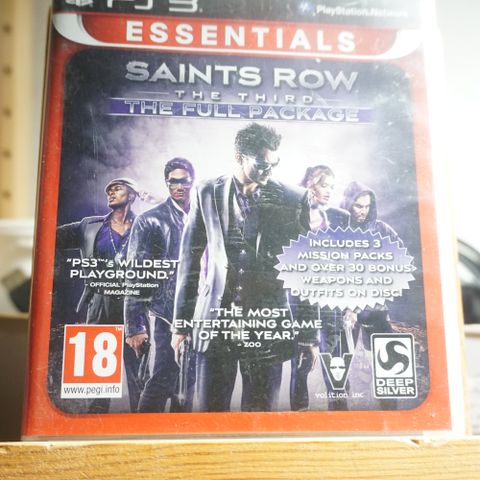 PS3
PlayStation Network
ESSENTIALS
SAINTS ROW
THE THIRD
THE FULL PACKAGE
INCLUDES 3
MISSION PACKS
AND OVER 30 BONUS
WEAPONS AND
OUTFITS ON DISC!
"PS3™'s WILDEST
PLAYGROUND."
- OFFICIAL PlayStation
MAGAZINE
"THE MOST
ENTERTAINING GAME
OF THE YEAR."
- ZOO
18
www.pegi.info
volition inc
DEEP
SILVER